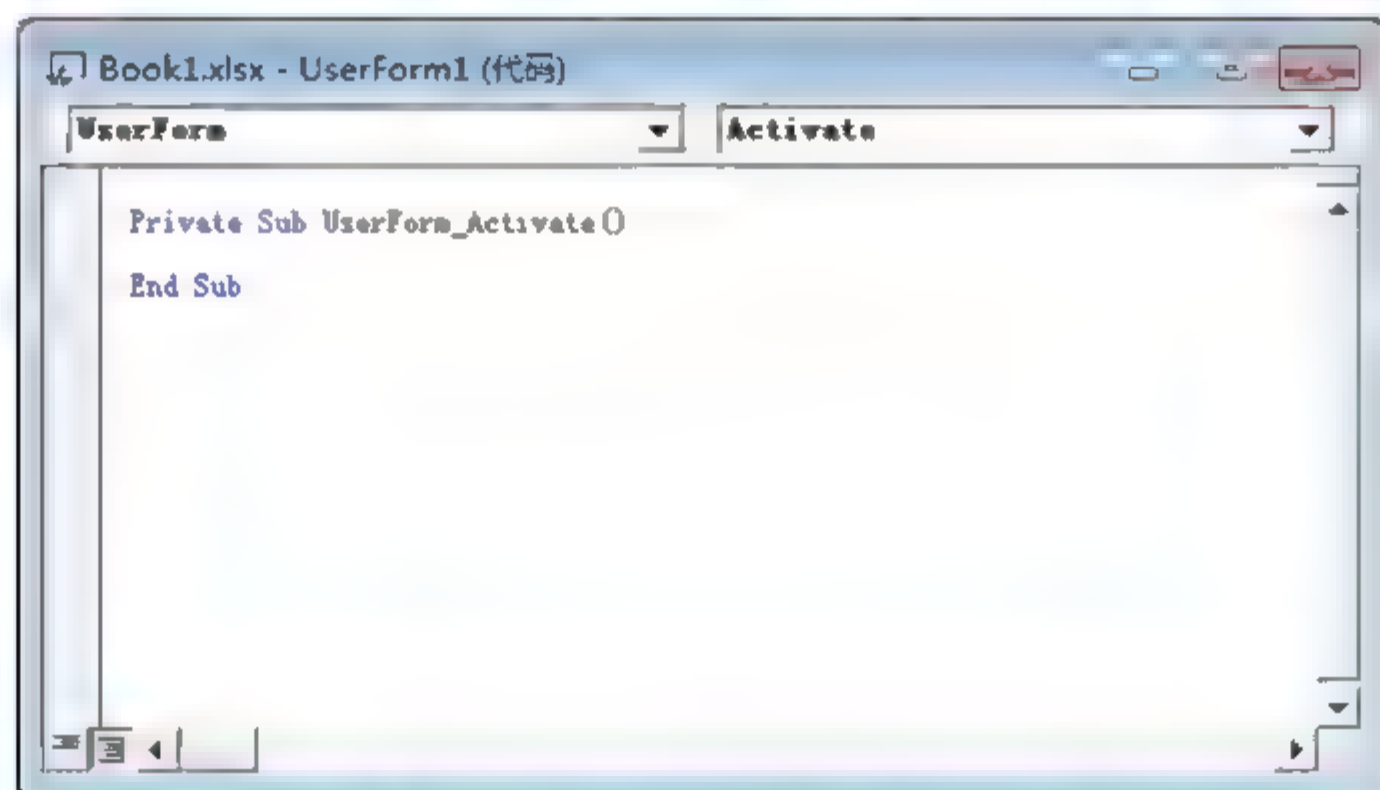 Book1.xlsx - UserForm1 (代码)
UserForm Activate
Private Sub UserForm_Activate()
End Sub